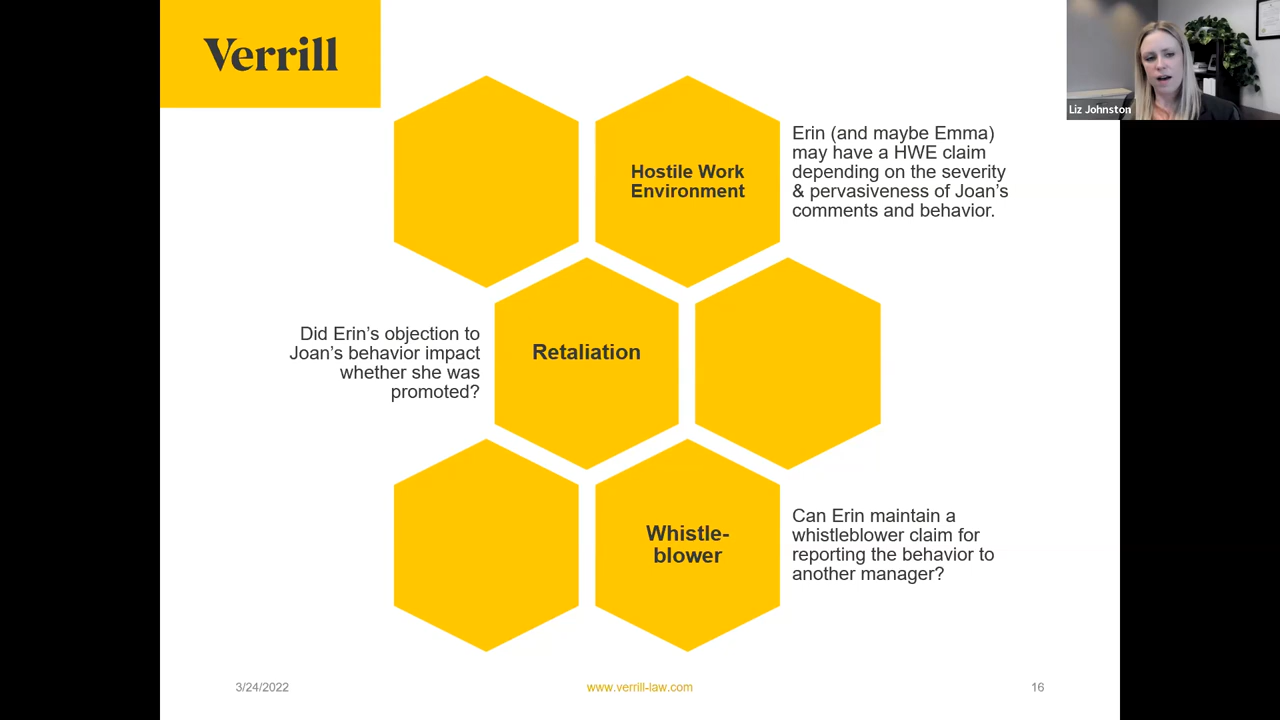 Verrill
Liz Johnston
Hostile Work
Environment
Erin (and maybe Emma)
may have a HWE claim
depending on the severity
& pervasiveness of Joan’s
comments and behavior.
Did Erin’s objection to
Joan’s behavior impact
whether she was
promoted?
Retaliation
Whistle-
blower
Can Erin maintain a
whistleblower claim for
reporting the behavior to
another manager?
3/24/2022
www.verrill-law.com
16